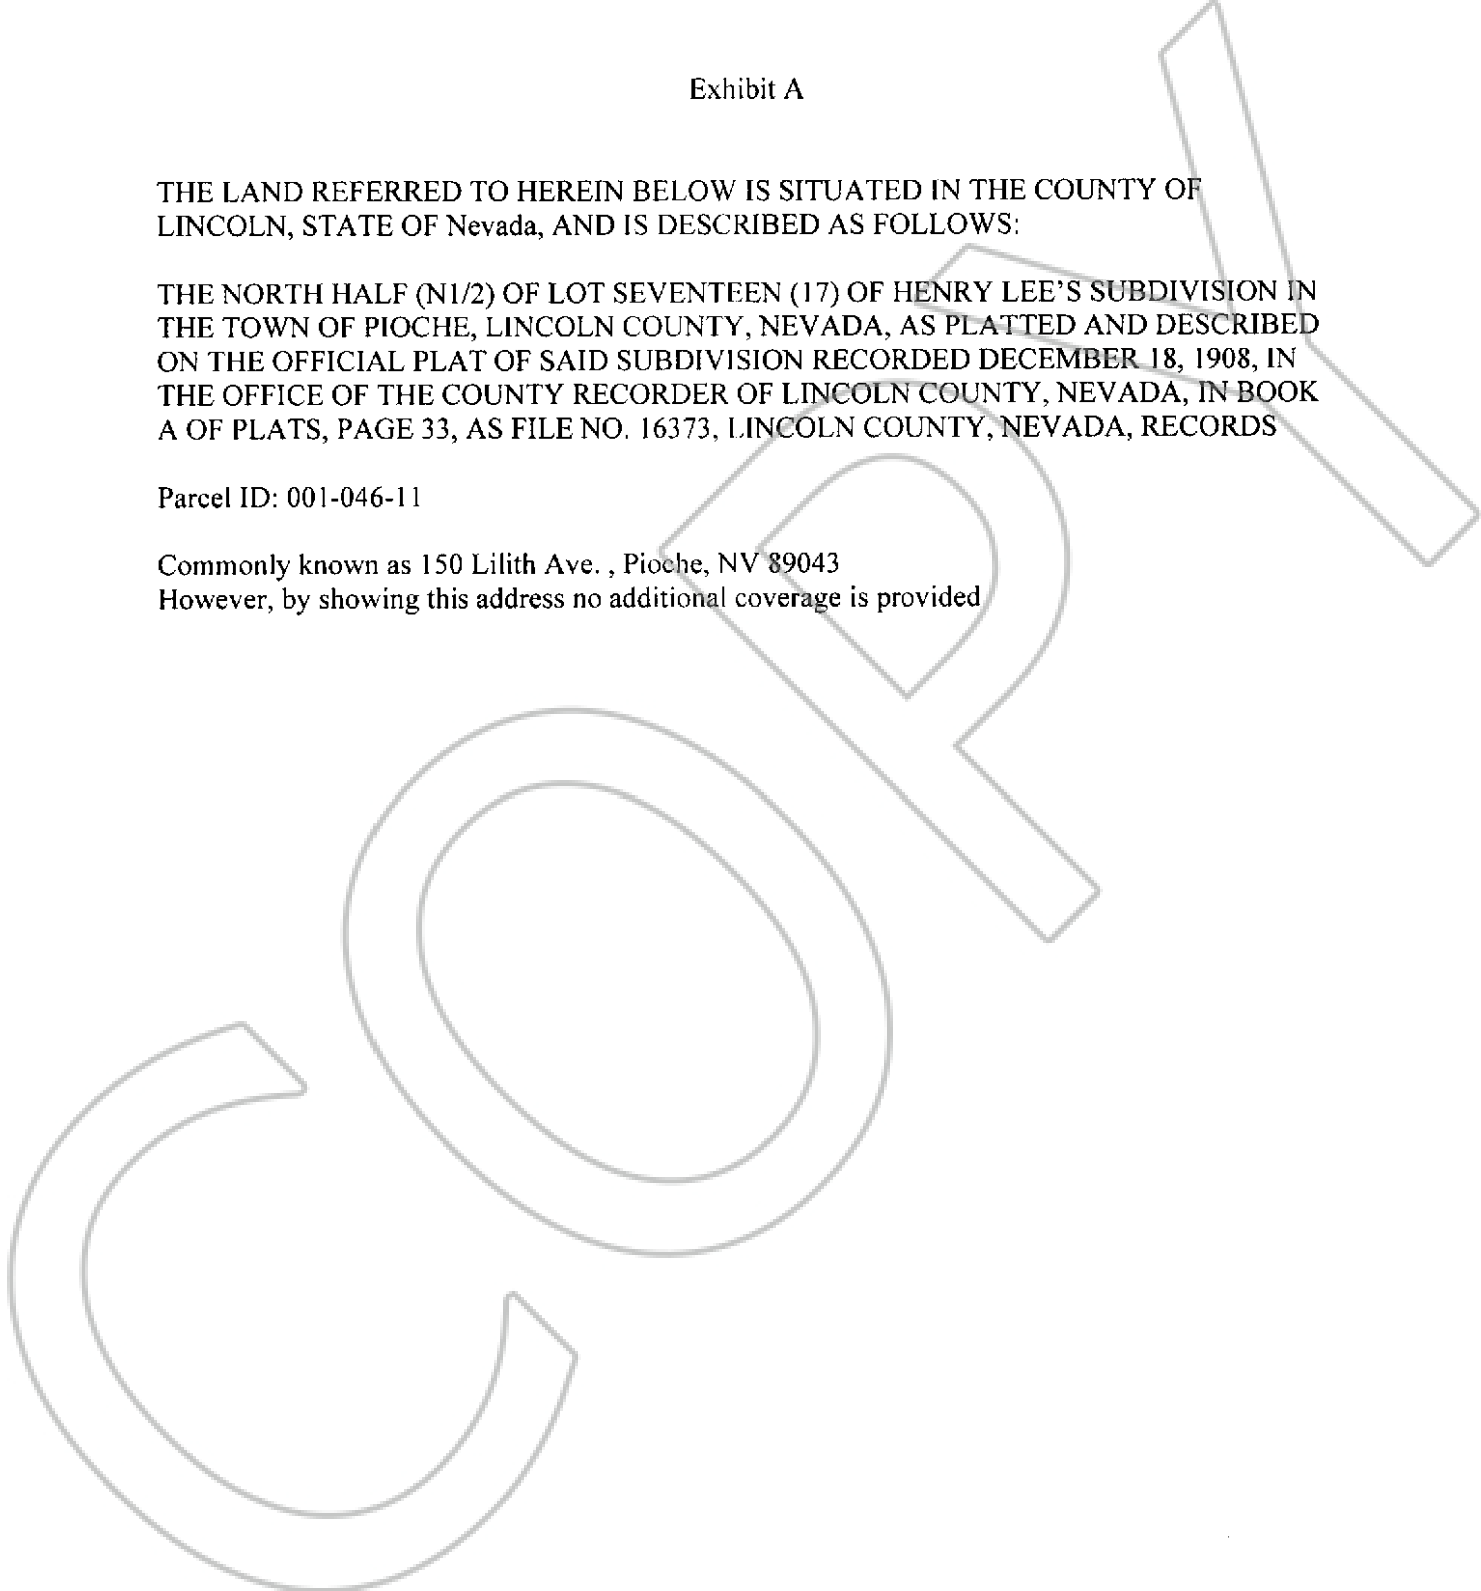 Exhibit A
THE LAND REFERRED TO HEREIN BELOW IS SITUATED IN THE COUNTY OF
LINCOLN, STATE OF Nevada, AND IS DESCRIBED AS FOLLOWS:
THE NORTH HALF (N1/2) OF LOT SEVENTEEN (17) OF HENRY LEE'S SUBDIVISION IN
THE TOWN OF PIOCHE, LINCOLN COUNTY, NEVADA, AS PLATTED AND DESCRIBED
ON THE OFFICIAL PLAT OF SAID SUBDIVISION RECORDED DECEMBER 18, 1908, IN
THE OFFICE OF THE COUNTY RECORDER OF LINCOLN COUNTY, NEVADA, IN BOOK
A OF PLATS, PAGE 33, AS FILE NO. 16373, LINCOLN COUNTY, NEVADA, RECORDS
Parcel ID: 001-046-11
Commonly known as 150 Lilith Ave. , Pioche, NV 89043
However, by showing this address no additional coverage is provided
COPY